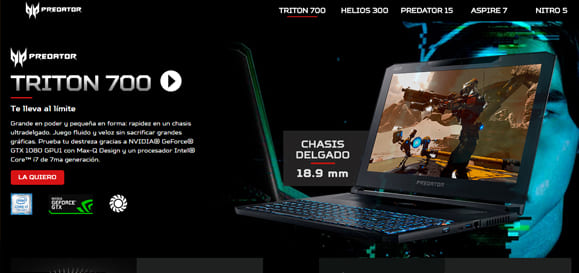 PREDATOR
TRITON 700 HELIOS 300 PREDATOR 15 ASPIRE 7 NITRO 5
PREDATOR
TRITON 700
Te lleva al límite
Grande en poder y pequeña en forma: rapidez en un chasis
ultradelgado. Juego fluido y veloz sin sacrificar grandes
gráficas. Prueba tu destreza gracias a NVIDIA® GeForce®
GTX 1080 GPU1 con Max-Q Design y un procesador Intel®
Core™ i7 de 7ma generación.
LA QUIERO
GEFORCE
GTX
CHASIS
DELGADO
18.9 mm
PREDATOR